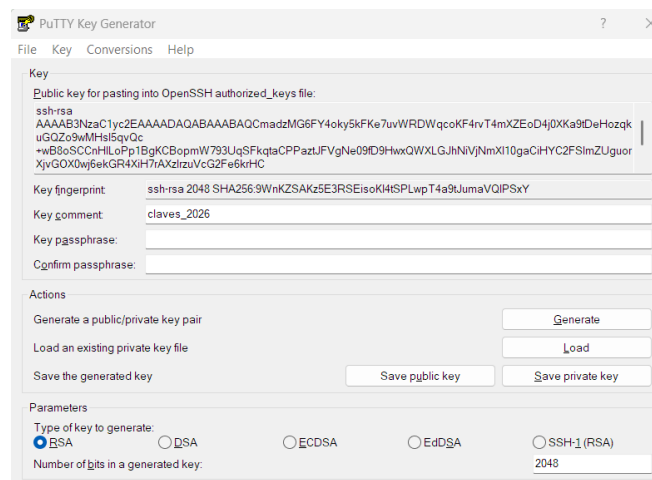 PuTTY Key Generator
File Key Conversions Help
Key
Public key for pasting into OpenSSH authorized_keys file:
ssh-rsa
AAAAB3NzaC1yc2EAAAADAQABAAABAQCmadzMG6FY4oky5kFKe7uvWRDWqcoKF4rvT4mXZEoD4j0XKa9tDeHozqk
uGQZo9wMHsI5qvQc
+wB8oSCCnHlLoPp1BgKCBopmW793UqSFkqtaCPPaztJFVgNe09fD9HwxQWXLGJhNiVjNmXl10gaCiHYC2FSImZUguor
XjvGOX0wj6ekGR4XiH7rAXzIrzuVcG2Fe6krHC
Key fingerprint: ssh-rsa 2048 SHA256:9WnKZSAKz5E3RSEisoKl4tSPLwpT4a9tJumaVQIPSxY
Key comment: claves_2026
Key passphrase:
Confirm passphrase:
Actions
Generate a public/private key pair Generate
Load an existing private key file Load
Save the generated key Save public key Save private key
Parameters
Type of key to generate:
RSA DSA ECDSA EdDSA SSH-1 (RSA)
Number of bits in a generated key: 2048